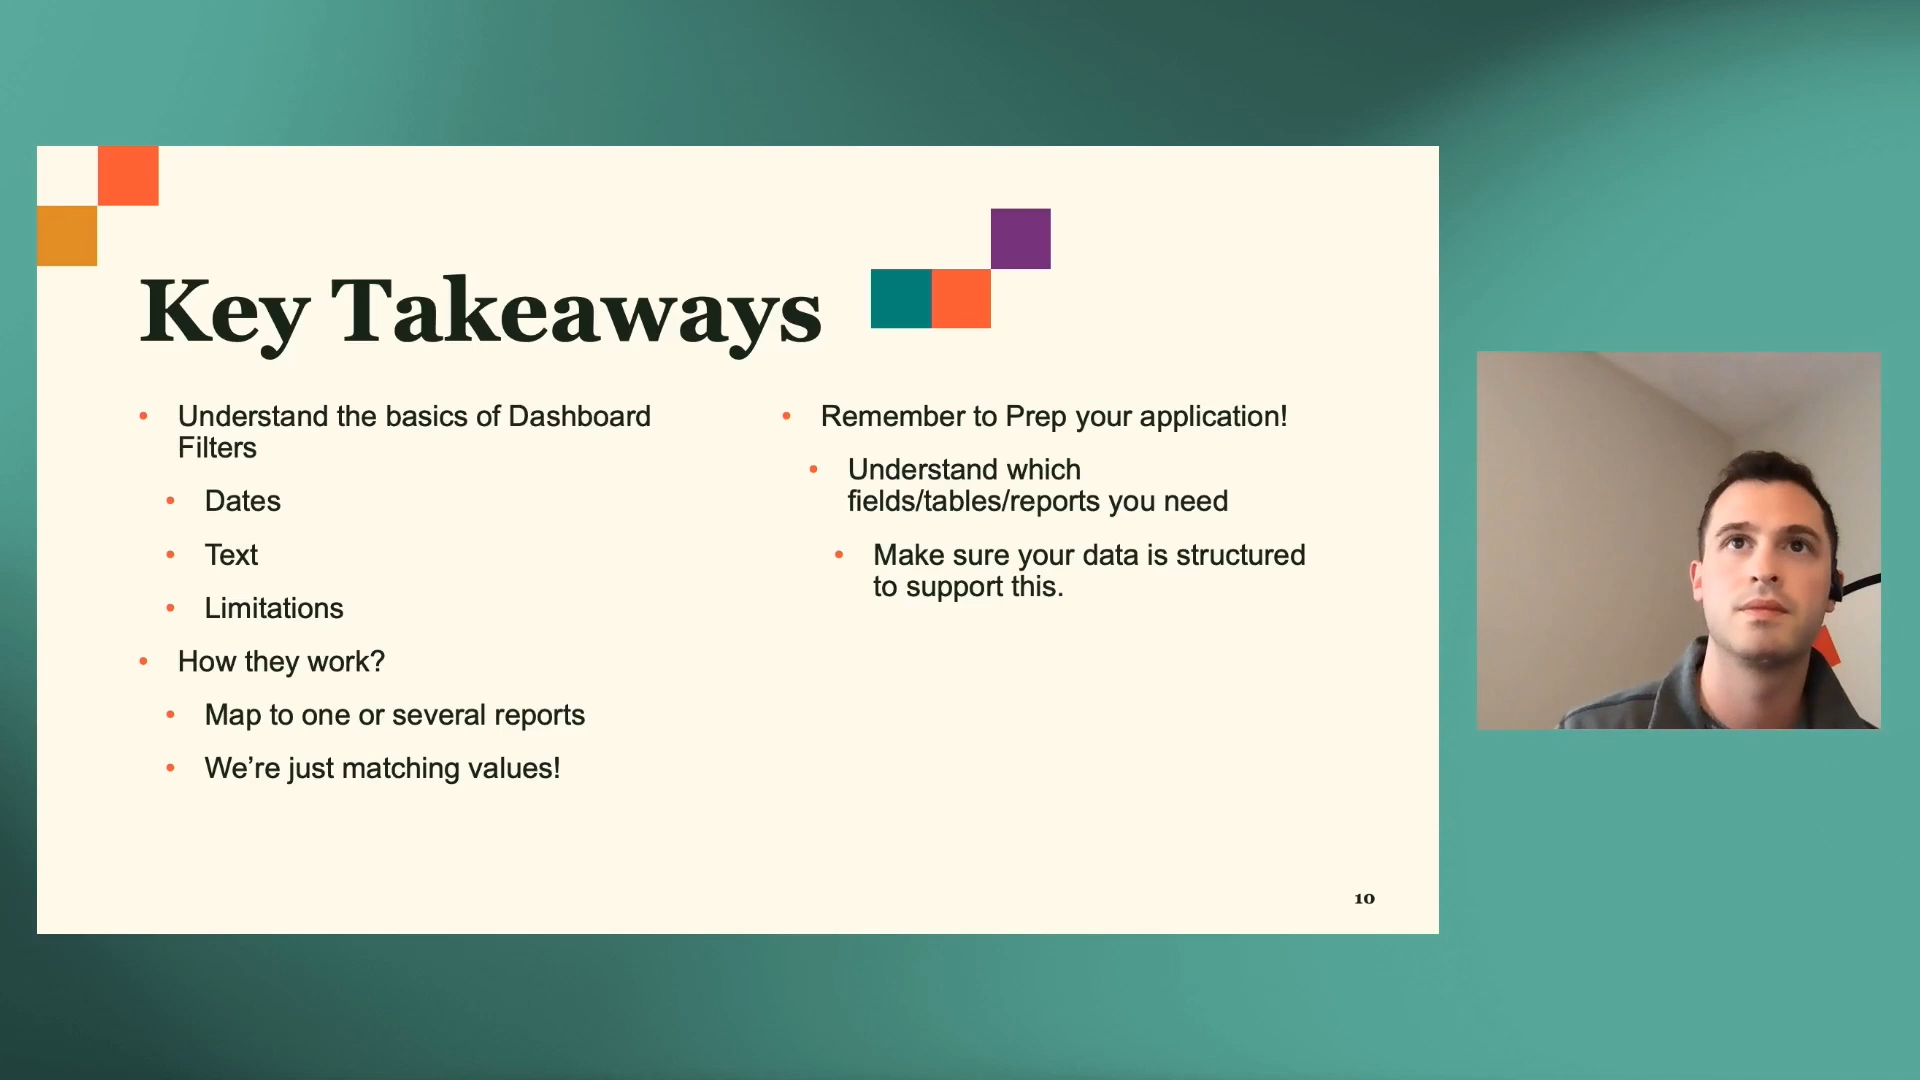 Key Takeaways
Understand the basics of Dashboard
Filters
Dates
Text
Limitations
How they work?
Map to one or several reports
We’re just matching values!
Remember to Prep your application!
Understand which
fields/tables/reports you need
Make sure your data is structured
to support this.
10